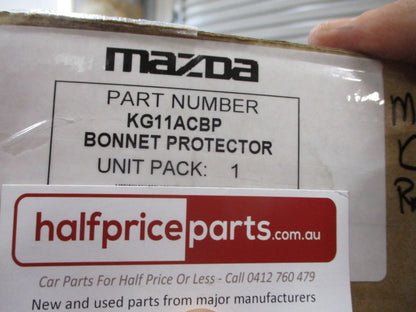 mazda
PART NUMBER
KG11ACBP
BONNET PROTECTOR
UNIT PACK: 1
halfpriceparts.com.au
Car Parts For Half Price Or Less - Call 0412 760 479
New and used parts from major manufacturers